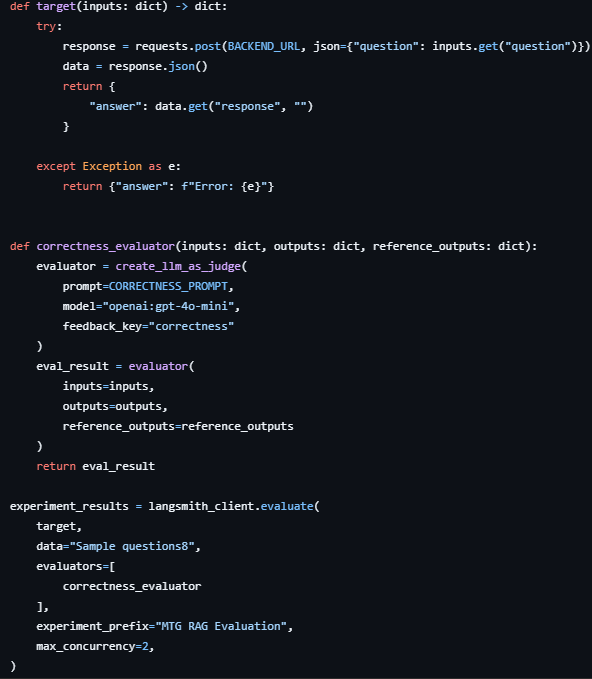 def target(inputs: dict) -> dict:
    try:
        response = requests.post(BACKEND_URL, json={"question": inputs.get("question")})
        data = response.json()
        return {
            "answer": data.get("response", "")
        }

    except Exception as e:
        return {"answer": f"Error: {e}"}


def correctness_evaluator(inputs: dict, outputs: dict, reference_outputs: dict):
    evaluator = create_llm_as_judge(
        prompt=CORRECTNESS_PROMPT,
        model="openai:gpt-4o-mini",
        feedback_key="correctness"
    )
    eval_result = evaluator(
        inputs=inputs,
        outputs=outputs,
        reference_outputs=reference_outputs
    )
    return eval_result

experiment_results = langsmith_client.evaluate(
    target,
    data="Sample questions8",
    evaluators=[
        correctness_evaluator
    ],
    experiment_prefix="MTG RAG Evaluation",
    max_concurrency=2,
)